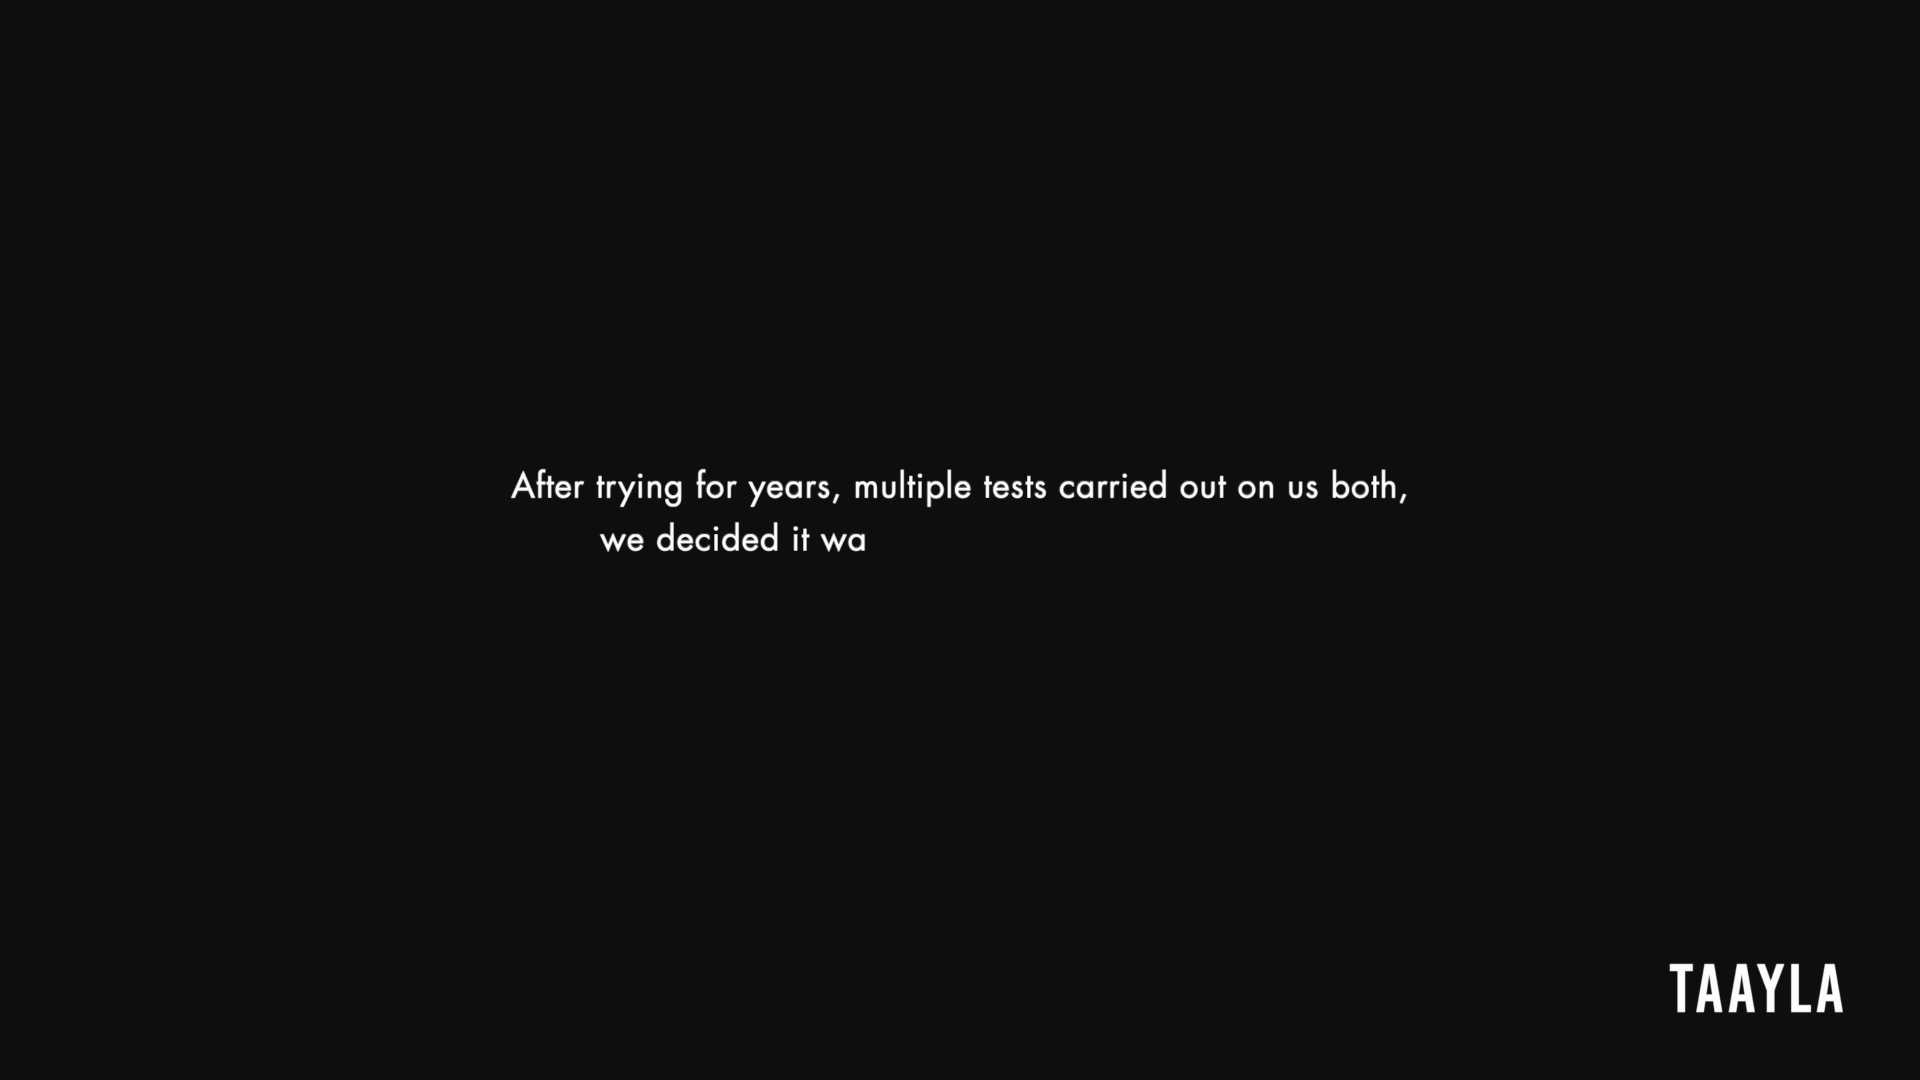 After trying for years, multiple tests carried out on us both,
we decided it wa
TAAYLA